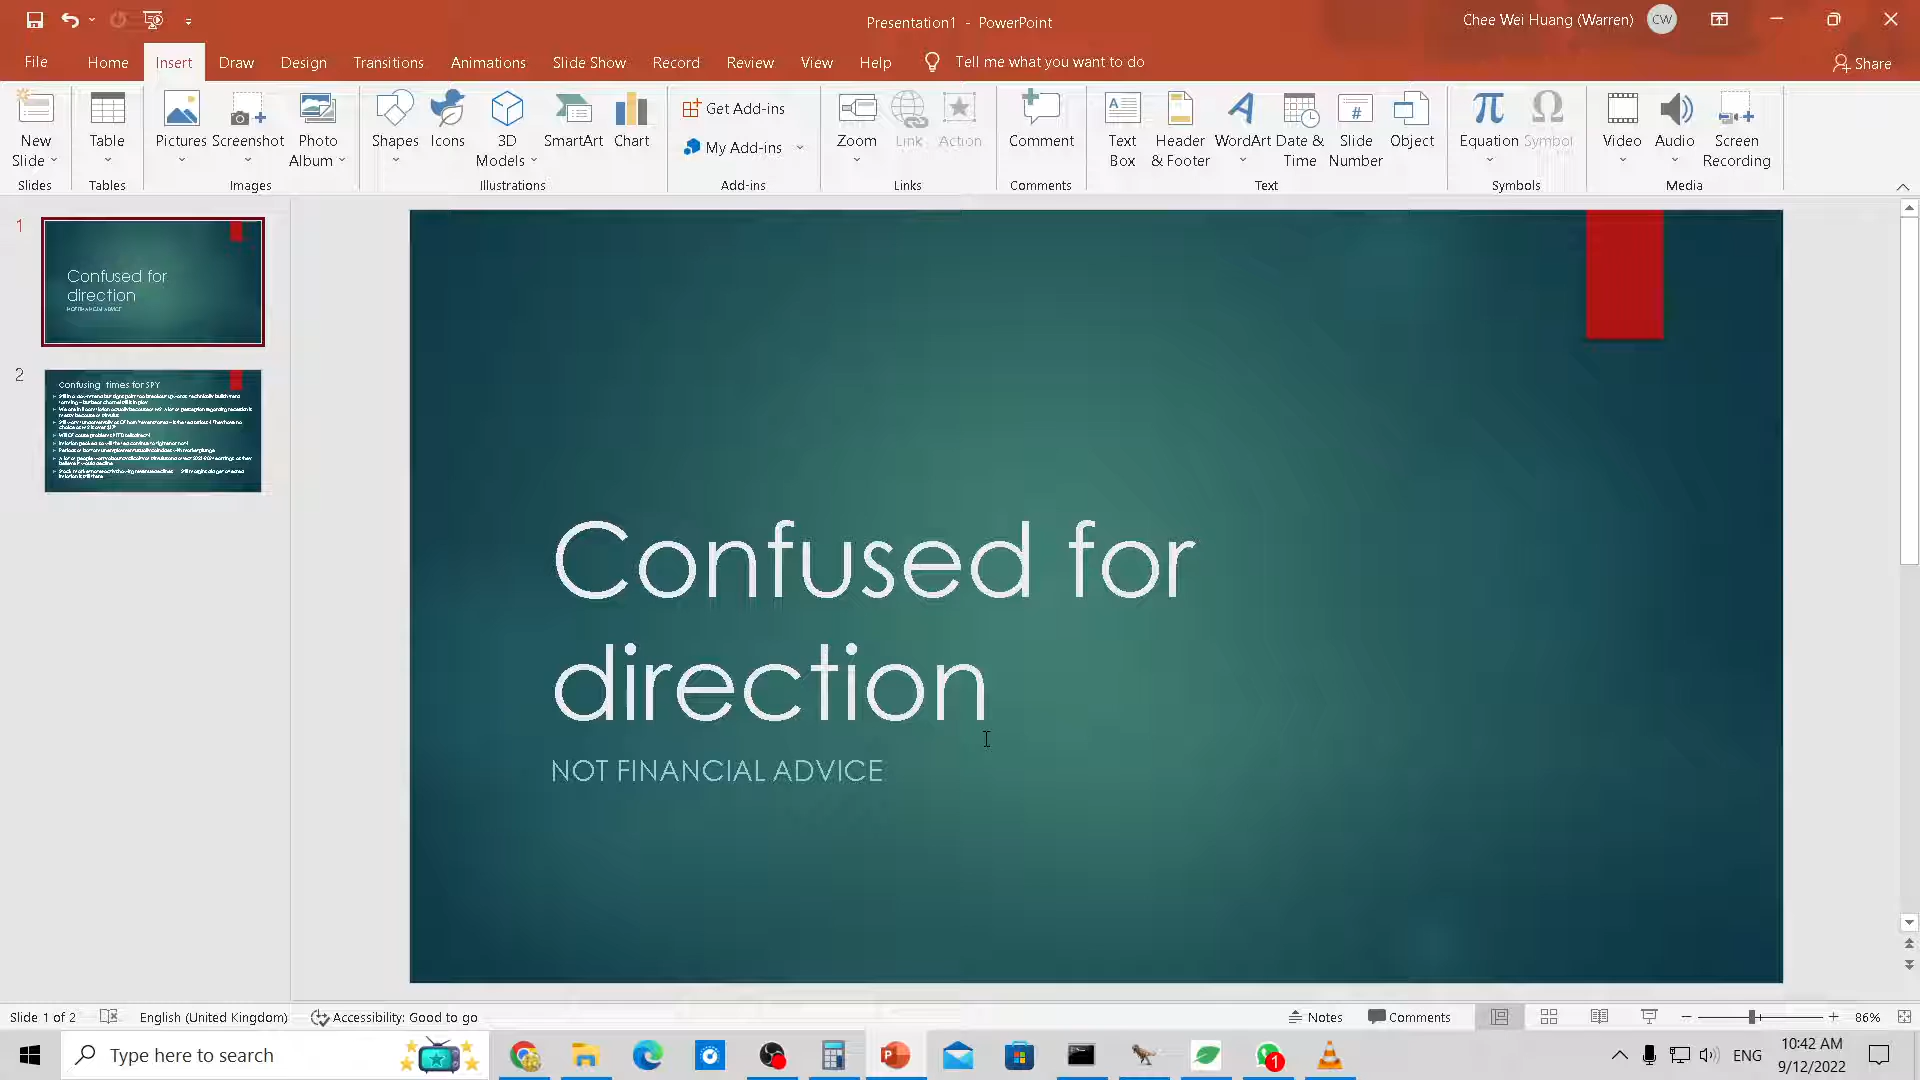 Presentation1 - PowerPoint
Chee Wei Huang (Warren)
CW
File
Home
Insert
Draw
Design
Transitions
Animations
Slide Show
Record
Review
View
Help
Tell me what you want to do
Share
New
Slide
Table
Pictures
Screenshot
Photo
Album
Shapes
Icons
3D
Models
SmartArt
Chart
Get Add-ins
My Add-ins
Zoom
Link
Action
Comment
Text
Box
Header
& Footer
WordArt
Date &
Time
Slide
Number
Object
Equation
Symbol
Video
Audio
Screen
Recording
Slides
Tables
Images
Illustrations
Add-ins
Links
Comments
Text
Symbols
Media
1
Confused for
direction
NOT FINANCIAL ADVICE
2
Confusing times for SPY
Confused for
direction
NOT FINANCIAL ADVICE
Slide 1 of 2
English (United Kingdom)
Accessibility: Good to go
Notes
Comments
86%
Type here to search
1
ENG
10:42 AM
9/12/2022